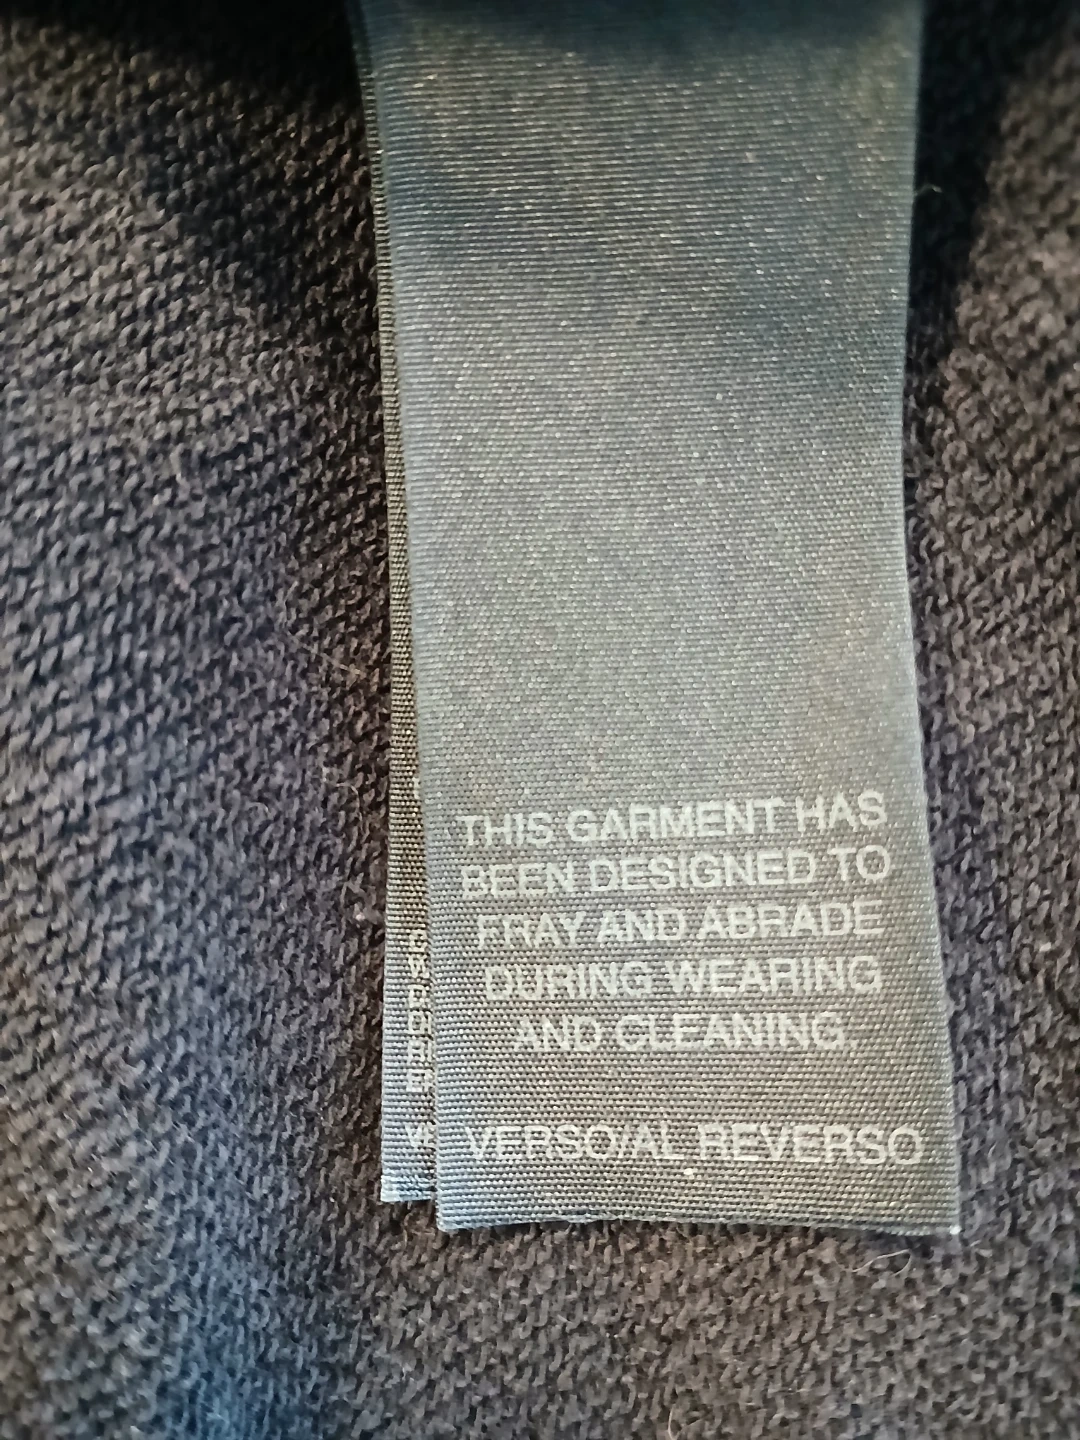 THIS GARMENT HAS
BEEN DESIGNED TO
FRAY AND ABRADE
DURING WEARING
AND CLEANING.
VERSO/AL REVERSO